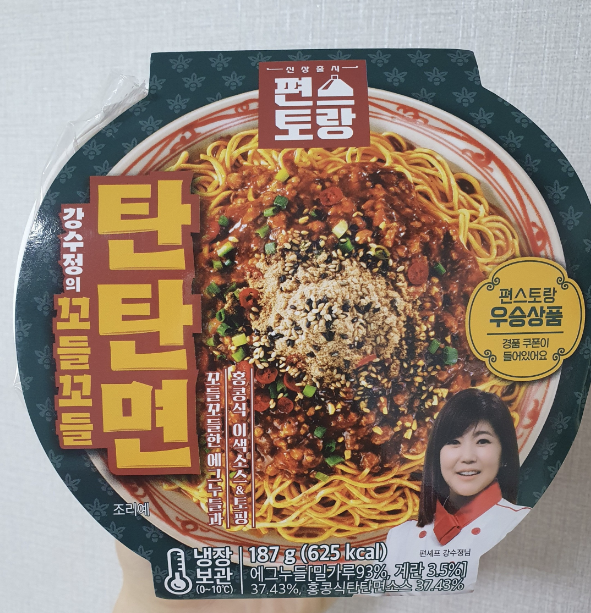 신상출시
편스
토랑
강수정의
꼬들꼬들
탄탄면
홍콩식 이색소스&토핑
꼬들꼬들한 에그누들과
편스토랑
우승상품
경품 쿠폰이
들어있어요
조리예
편셰프 강수정님
냉장
보관
(0~10℃)
187 g (625 kcal)
에그누들[밀가루93%, 계란 3.5%]
37.43%, 홍콩식탄탄면소스 37.43%